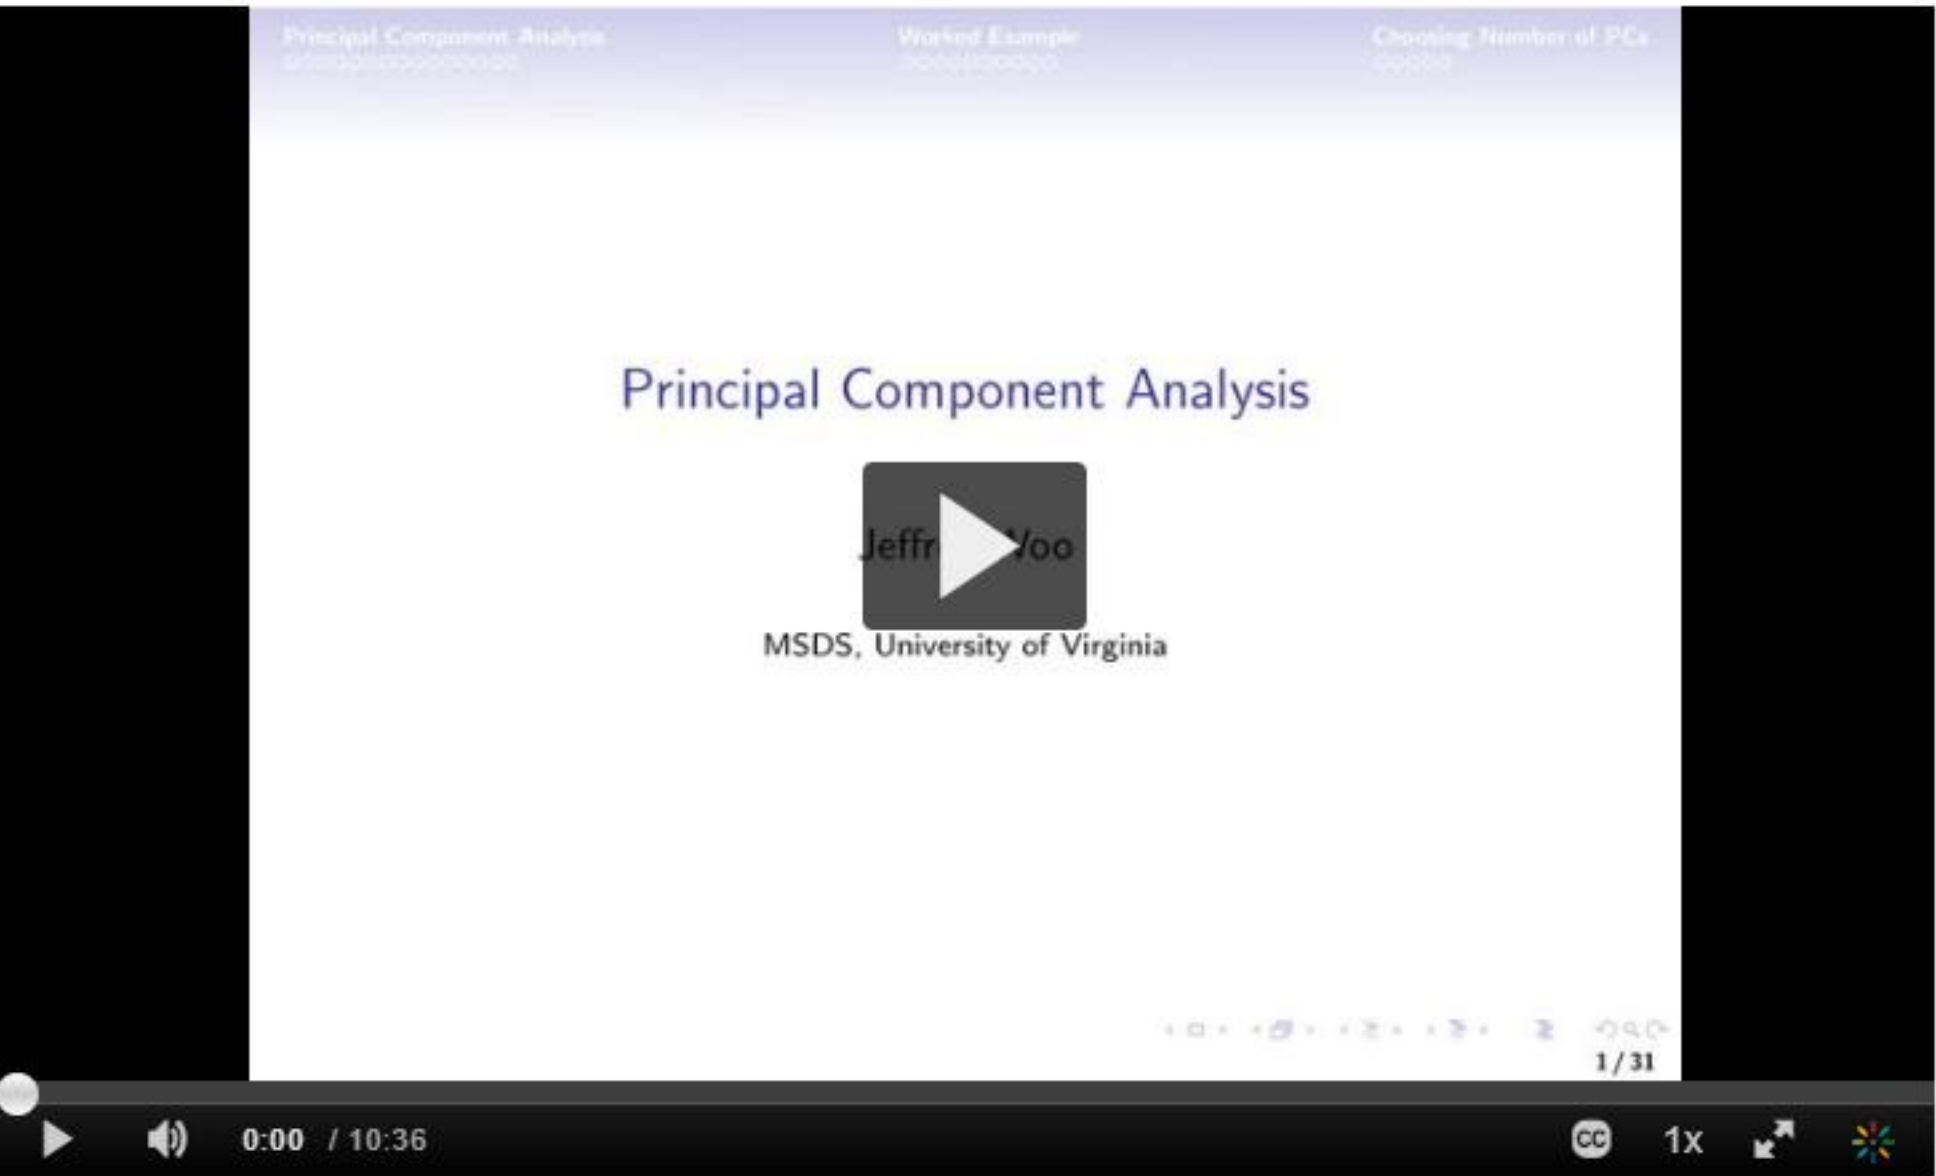 Principal Component Analysis
Worked Example
Choosing Number of PCs
Principal Component Analysis
MSDS, University of Virginia
1 / 31
0:00 / 10:36
CC
1x